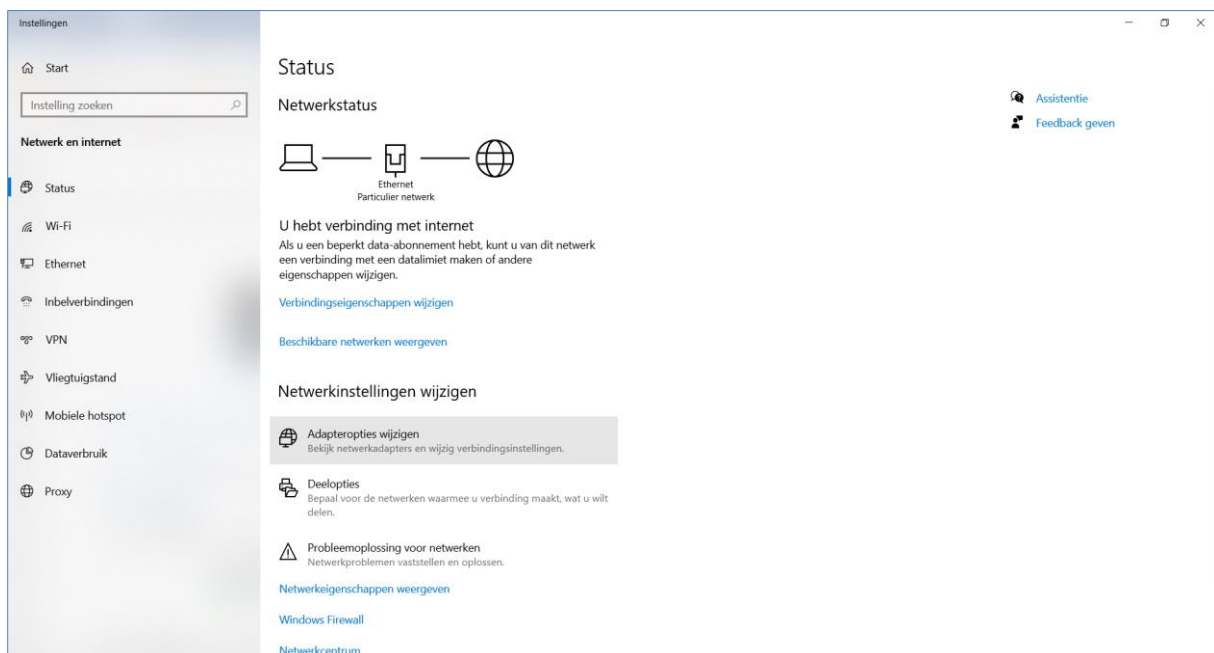 Instellingen
Start
Instelling zoeken
Netwerk en internet
Status
Wi-Fi
Ethernet
Inbelverbindingen
VPN
Vliegtuigstand
Mobiele hotspot
Dataverbruik
Proxy
Status
Netwerkstatus
Ethernet
Particulier netwerk
U hebt verbinding met internet
Als u een beperkt data-abonnement hebt, kunt u van dit netwerk
een verbinding met een datalimiet maken of andere
eigenschappen wijzigen.
Verbindingseigenschappen wijzigen
Beschikbare netwerken weergeven
Netwerkinstellingen wijzigen
Adapteropties wijzigen
Bekijk netwerkadapters en wijzig verbindingsinstellingen.
Deelopties
Bepaal voor de netwerken waarmee u verbinding maakt, wat u wilt
delen.
Probleemoplossing voor netwerken
Netwerkproblemen vaststellen en oplossen.
Netwerkeigenschappen weergeven
Windows Firewall
Netwerkcentrum
Assistentie
Feedback geven